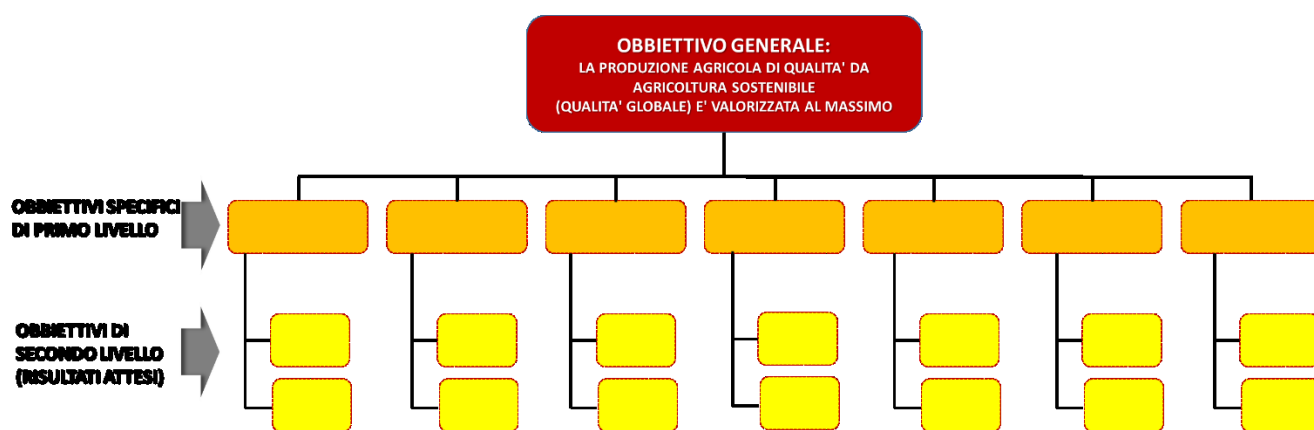 OBBIETTIVO GENERALE:
LA PRODUZIONE AGRICOLA DI QUALITA' DA
AGRICOLTURA SOSTENIBILE
(QUALITA' GLOBALE) E' VALORIZZATA AL MASSIMO
OBBIETTIVI SPECIFICI
DI PRIMO LIVELLO
OBBIETTIVI DI
SECONDO LIVELLO
(RISULTATI ATTESI)